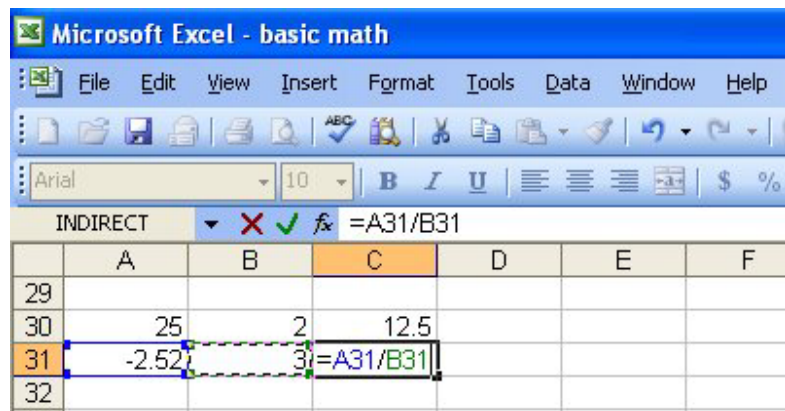 Microsoft Excel - basic math
File Edit View Insert Format Tools Data Window Help
ABC
Arial 10 B I U $ %
INDIRECT fx =A31/B31
A B C D E F
29
30 25 2 12.5
31 -2.52 3 =A31/B31
32